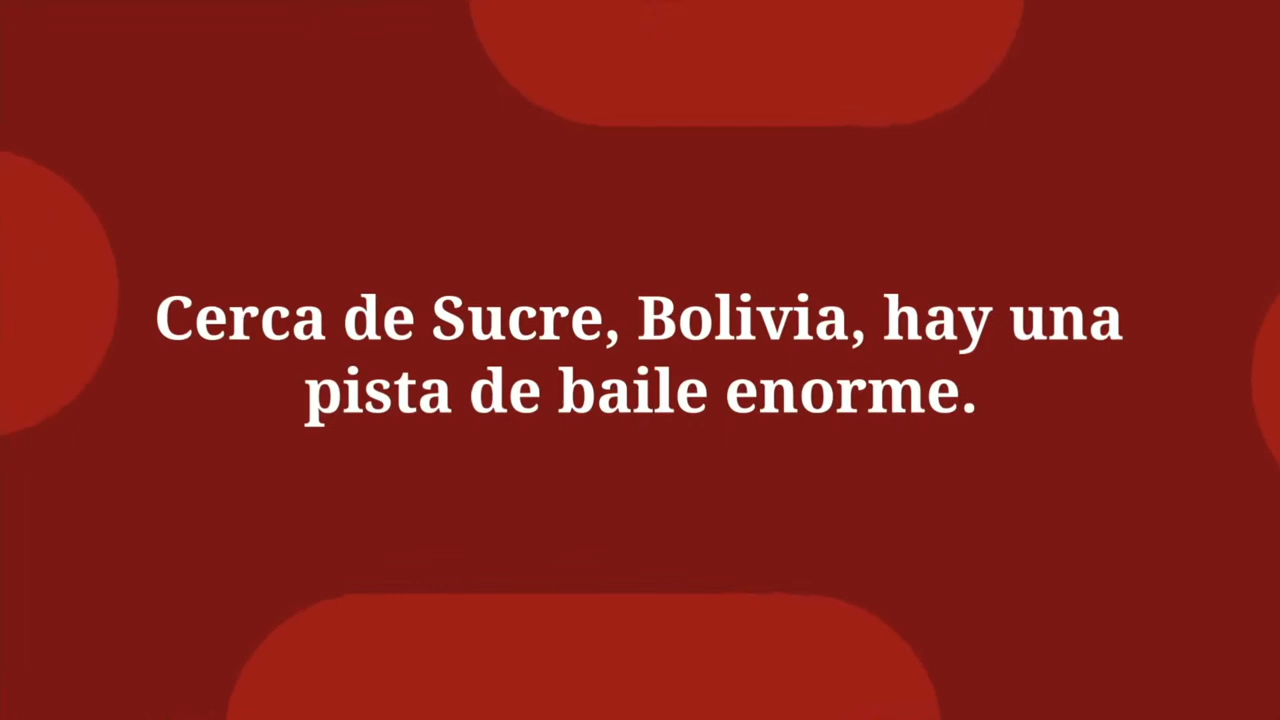 Cerca de Sucre, Bolivia, hay una
pista de baile enorme.